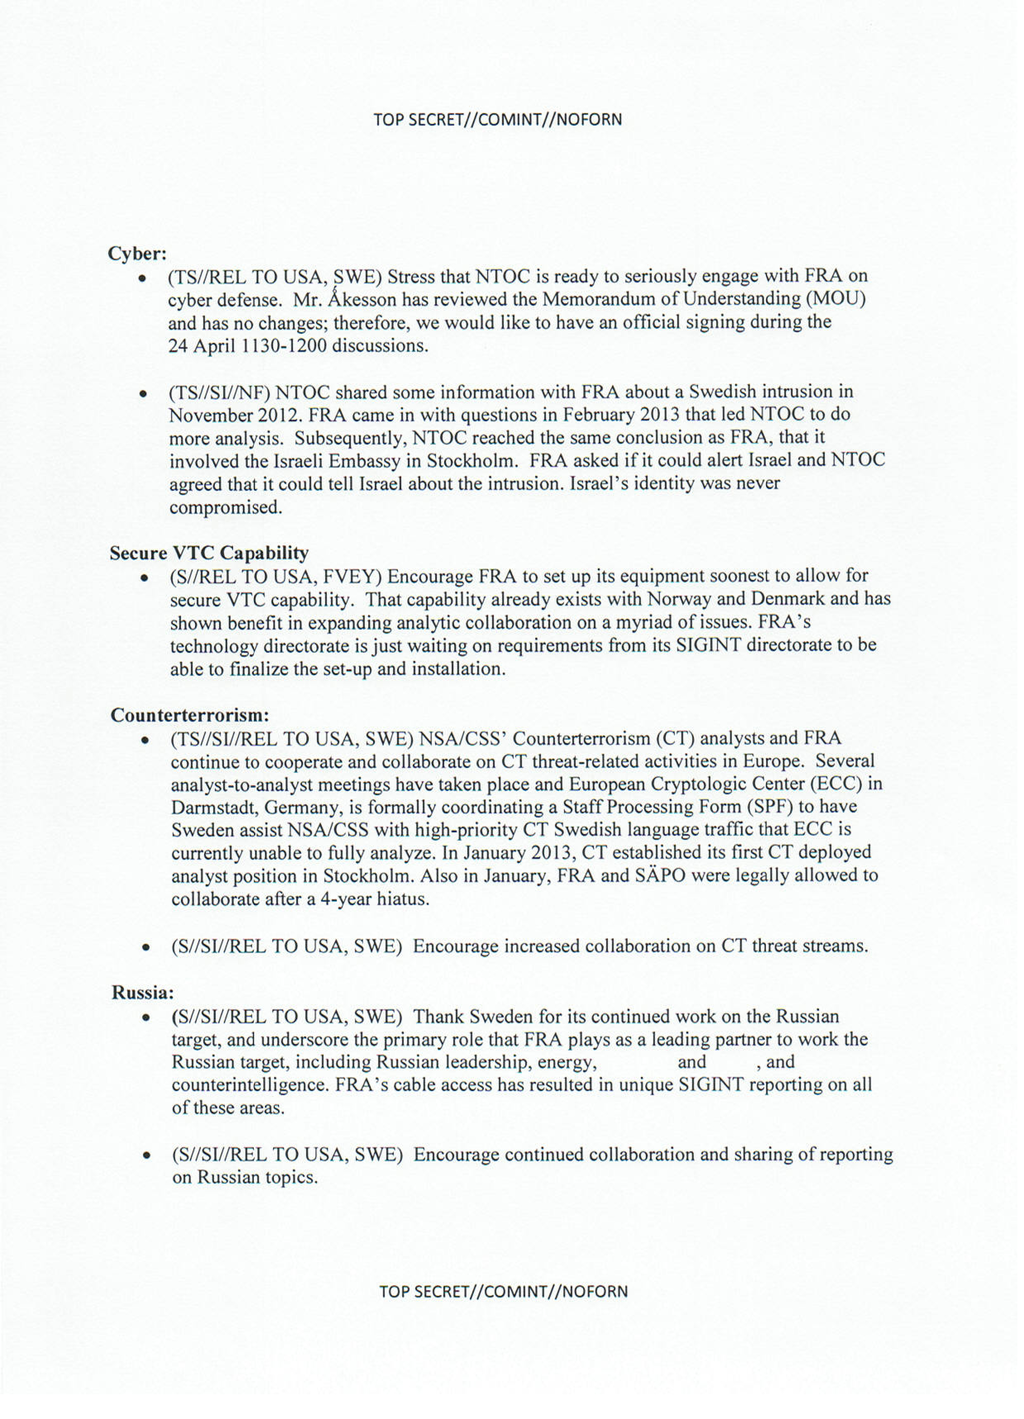 TOP SECRET//COMINT//NOFORN
Cyber:
• (TS//REL TO USA, SWE) Stress that NTOC is ready to seriously engage with FRA on
cyber defense. Mr. Åkesson has reviewed the Memorandum of Understanding (MOU)
and has no changes; therefore, we would like to have an official signing during the
24 April 1130-1200 discussions.
• (TS//SI//NF) NTOC shared some information with FRA about a Swedish intrusion in
November 2012. FRA came in with questions in February 2013 that led NTOC to do
more analysis. Subsequently, NTOC reached the same conclusion as FRA, that it
involved the Israeli Embassy in Stockholm. FRA asked if it could alert Israel and NTOC
agreed that it could tell Israel about the intrusion. Israel's identity was never
compromised.
Secure VTC Capability
• (S//REL TO USA, FVEY) Encourage FRA to set up its equipment soonest to allow for
secure VTC capability. That capability already exists with Norway and Denmark and has
shown benefit in expanding analytic collaboration on a myriad of issues. FRA's
technology directorate is just waiting on requirements from its SIGINT directorate to be
able to finalize the set-up and installation.
Counterterrorism:
• (TS//SI//REL TO USA, SWE) NSA/CSS' Counterterrorism (CT) analysts and FRA
continue to cooperate and collaborate on CT threat-related activities in Europe. Several
analyst-to-analyst meetings have taken place and European Cryptologic Center (ECC) in
Darmstadt, Germany, is formally coordinating a Staff Processing Form (SPF) to have
Sweden assist NSA/CSS with high-priority CT Swedish language traffic that ECC is
currently unable to fully analyze. In January 2013, CT established its first CT deployed
analyst position in Stockholm. Also in January, FRA and SÄPO were legally allowed to
collaborate after a 4-year hiatus.
• (S//SI//REL TO USA, SWE) Encourage increased collaboration on CT threat streams.
Russia:
• (S//SI//REL TO USA, SWE) Thank Sweden for its continued work on the Russian
target, and underscore the primary role that FRA plays as a leading partner to work the
Russian target, including Russian leadership, energy, and , and
counterintelligence. FRA's cable access has resulted in unique SIGINT reporting on all
of these areas.
• (S//SI//REL TO USA, SWE) Encourage continued collaboration and sharing of reporting
on Russian topics.
TOP SECRET//COMINT//NOFORN